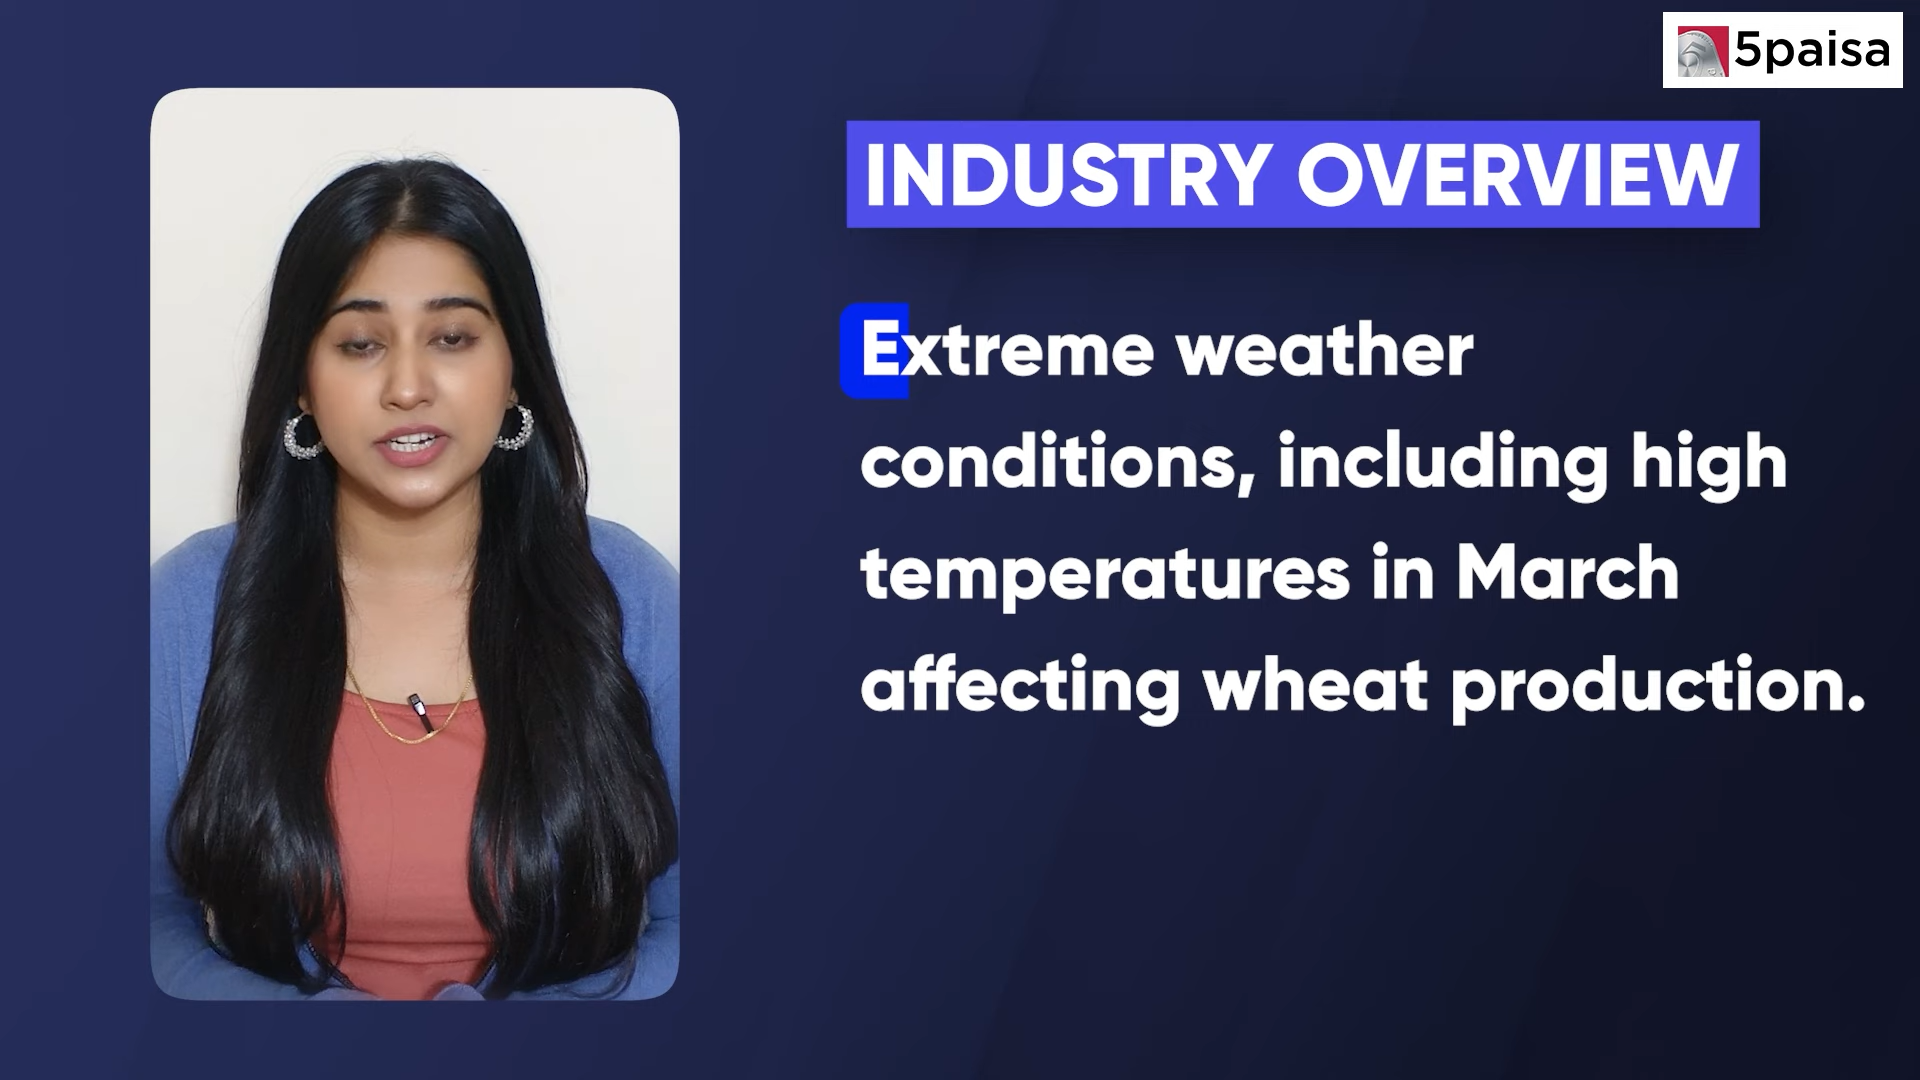 5paisa
INDUSTRY OVERVIEW
Extreme weather
conditions, including high
temperatures in March
affecting wheat production.